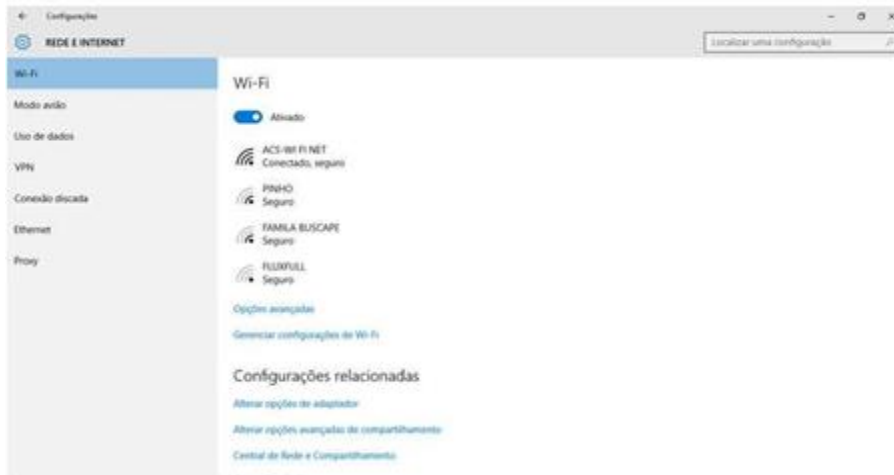 Configurações
REDE E INTERNET
Localizar uma configuração
Wi-Fi
Modo avião
Uso de dados
VPN
Conexão discada
Ethernet
Proxy
Wi-Fi
Ativado
ACS-WI FI NET
Conectado, seguro
PINHO
Seguro
FAMILA BUSCAPE
Seguro
FLUXFULL
Seguro
Opções avançadas
Gerenciar configurações de Wi-Fi
Configurações relacionadas
Alterar opções de adaptador
Alterar opções avançadas de compartilhamento
Central de Rede e Compartilhamento